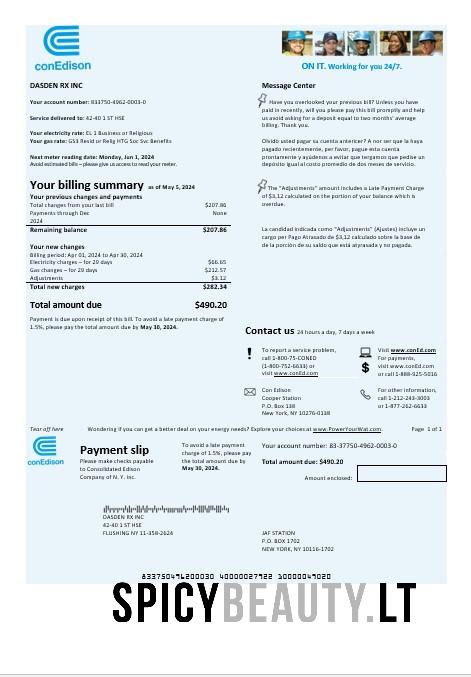 conEdison
ON IT. Working for you 24/7.
DASDEN RX INC
Your account number: 833750-4962-0003-0
Service delivered to: 42-40 1 ST HSE
Your electricity rate: EL 1 Business or Religious
Your gas rate: GS3 Resid or Relig HTG Soc Svc Benefits
Next meter reading date: Monday, Jun 1, 2024
Avoid estimated bills – please give us access to read your meter.
Your billing summary as of May 5, 2024
Your previous changes and payments
Total changes from your last bill $207.86
Payments through Dec None
2024
Remaining balance $207.86
Your new changes
Billing period: Apr 01, 2024 to Apr 30, 2024
Electricity charges – for 29 days $66.65
Gas changes – for 29 days $212.57
Adjustments $3.12
Total new charges $282.34
Total amount due $490.20
Payment is due upon receipt of this bill. To avoid a late payment charge of
1.5%, please pay the total amount due by May 30, 2024.
Message Center
Have you overlooked your previous bill? Unless you have
paid in recently, will you please pay this bill promptly and help
us avoid asking for a deposit equal to two months' average
billing. Thank you.
Olvidó usted pagar su cuenta anterior? A nor ser que la haya
pagado recientemente, por favor, pague esta cuenta
prontamente y ayúdenos a evitar que tergamos que pedise un
depósito igual al costo promedio de dos meses de servicio.
The "Adjustments" amount includes a Late Payment Charge
of $3,12 calculated on the portion of your balance which is
overdue.
La candidad indicada como "Adjustments" (Ajustes) incluye un
cargo per Pago Atrasado de $3,12 calculado sobre la base de
de la porción de su saldo que está atyrasada y no pagada.
Contact us 24 hours a day, 7 days a week
To report a service problem,
call 1-800-75-CONED
(1-800-752-6633) or
visit www.conEd.com
Visit www.conEd.com
For payments,
visit www.conEd.com
or call 1-888-925-5016
Con Edison
Cooper Station
P.O. Box 138
New York, NY 10276-0138
For other information,
call 1-212-243-3003
or 1-877-262-6633
Tear off here Wondering if you can get a better deal on your energy needs? Explore your choices at www.PowerYourWat.com. Page 1 of 1
conEdison
Payment slip
Please make checks payable
to Consolidated Edison
Company of N. Y. Inc.
To avoid a late payment
charge of 1.5%, please pay
the total amount due by
May 30, 2024.
Your account number: 83-37750-4962-0003-0
Total amount due: $490.20
Amount enclosed:
DASDEN RX INC
42-40 1 ST HSE
FLUSHING NY 11-358-2624
JAF STATION
P.O. BOX 1702
NEW YORK, NY 10116-1702
SPICYBEAUTY.LT